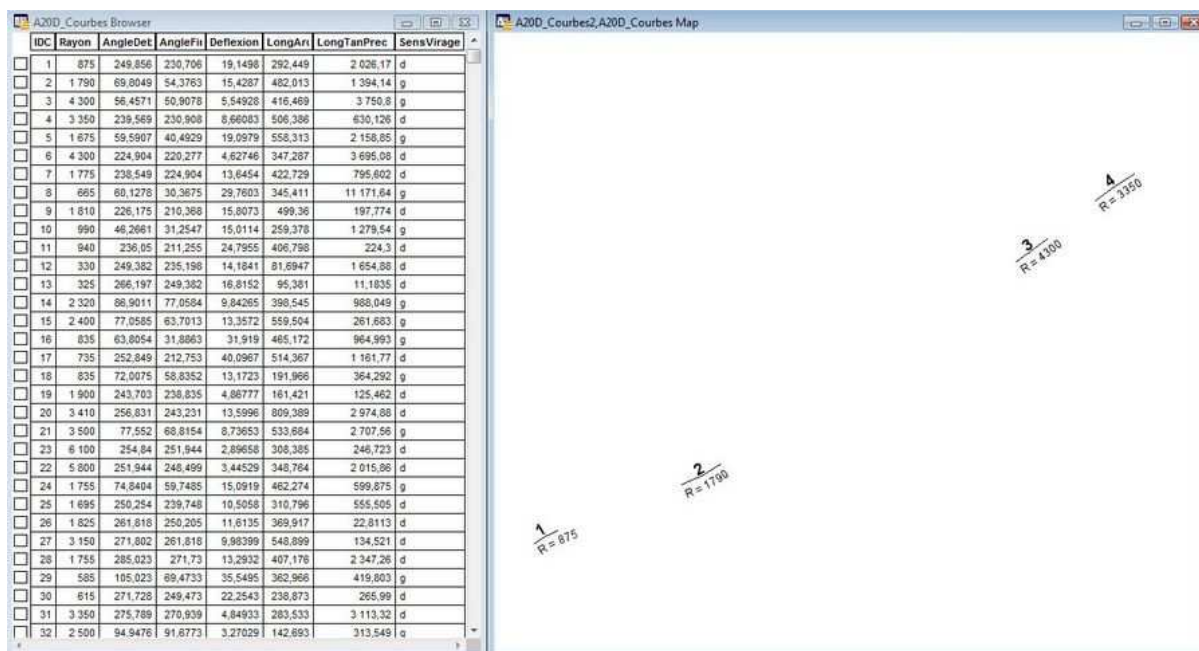 A20D_Courbes Browser
IDC Rayon AngleDét AngleFin Deflexion LongArc LongTanPrec SensVirage
1 875 249,856 230,706 19,1498 292,449 2 026,17 d
2 1 790 69,8049 54,3763 15,4287 482,013 1 394,14 g
3 4 300 56,4571 50,9078 5,54928 416,469 3 750,8 g
4 3 350 239,569 230,908 8,66083 506,386 630,126 d
5 1 675 59,5907 40,4929 19,0979 558,313 2 158,85 g
6 4 300 224,904 220,277 4,62746 347,287 3 695,08 d
7 1 775 238,549 224,904 13,6454 422,729 795,602 d
8 665 60,1278 30,3675 29,7603 345,411 11 171,64 g
9 1 810 226,175 210,368 15,8073 499,36 197,774 d
10 990 46,2661 31,2547 15,0114 259,378 1 279,54 g
11 940 236,05 211,255 24,7955 406,798 224,3 d
12 330 249,382 235,198 14,1841 81,6947 1 654,88 d
13 325 266,197 249,382 16,8152 95,381 11,1835 d
14 2 320 86,9011 77,0584 9,84265 398,545 988,049 g
15 2 400 77,0585 63,7013 13,3572 559,504 261,683 g
16 835 63,8054 31,8863 31,919 465,172 964,993 g
17 735 252,849 212,753 40,0967 514,367 1 161,77 d
18 835 72,0075 58,8352 13,1723 191,966 364,292 g
19 1 900 243,703 238,835 4,86777 161,421 125,462 d
20 3 410 256,831 243,231 13,5996 809,389 2 974,88 d
21 3 500 77,552 68,8154 8,73653 533,684 2 707,56 g
23 6 100 254,84 251,944 2,89658 308,385 246,723 d
22 5 800 251,944 248,499 3,44529 348,764 2 015,86 d
24 1 755 74,8404 59,7485 15,0919 462,274 599,875 g
25 1 695 250,254 239,748 10,5058 310,796 555,505 d
26 1 825 261,818 250,205 11,6135 369,917 22,8113 d
27 3 150 271,802 261,818 9,98399 548,899 134,521 d
28 1 755 285,023 271,73 13,2932 407,176 2 347,26 d
29 585 105,023 69,4733 35,5495 362,966 419,803 g
30 615 271,728 249,473 22,2543 238,873 265,99 d
31 3 350 275,789 270,939 4,84933 283,533 3 113,32 d
32 2 500 94,9476 91,6773 3,27029 142,693 313,549 g
A20D_Courbes2,A20D_Courbes Map
4
R = 3350
3
R = 4300
2
R = 1790
1
R = 875